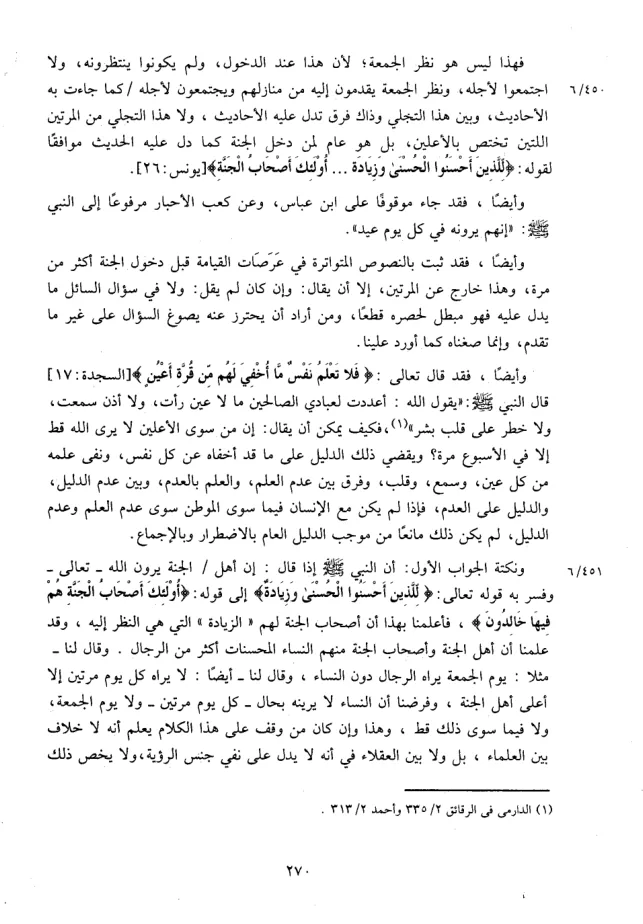 فهذا ليس هو نظر الجمعة؛ لأن هذا عند الدخول، ولم يكونوا ينتظرونه، ولا
٦/٤٥٠ اجتمعوا لأجله، ونظر الجمعة يقدمون إليه من منازلهم ويجتمعون لأجله / كما جاءت به
الأحاديث، وبين هذا التجلي وذاك فرق تدل عليه الأحاديث ، ولا هذا التجلي من المرتين
اللتين تختص بالأعلين، بل هو عام لمن دخل الجنة كما دل عليه الحديث موافقًا
لقوله: ﴿لِّلَّذِينَ أَحْسَنُوا الْحُسْنَىٰ وَزِيَادَة ... أُوْلَئِكَ أَصْحَابُ الْجَنَّةِ﴾[يونس:٢٦].
وأيضًا ، فقد جاء موقوفًا على ابن عباس، وعن كعب الأحبار مرفوعًا إلى النبي
ﷺ: «إنهم يرونه في كل يوم عيد».
وأيضًا ، فقد ثبت بالنصوص المتواترة في عَرَصَات القيامة قبل دخول الجنة أكثر من
مرة، وهذا خارج عن المرتين، إلا أن يقال: وإن كان لم يقل: ولا في سؤال السائل ما
يدل عليه فهو مبطل لحصره قطعًا، ومن أراد أن يحترز عنه يصوغ السؤال على غير ما
تقدم، وإنما صغناه كما أورد علينا.
وأيضًا ، فقد قال تعالى :﴿ فَلا تَعْلَمُ نَفْسٌ مَّا أُخْفِيَ لَهُم مِّن قُرَّةِ أَعْيُنٍ ﴾[السجدة:١٧]
قال النبي ﷺ:«يقول الله : أعددت لعبادي الصالحين ما لا عين رأت، ولا أذن سمعت،
ولا خطر على قلب بشر»(١)،فكيف يمكن أن يقال: إن من سوى الأعلين لا يرى الله قط
إلا في الأسبوع مرة؟ ويقضي ذلك الدليل على ما قد أخفاه عن كل نفس، ونفى علمه
من كل عين، وسمع، وقلب، وفرق بين عدم العلم، والعلم بالعدم، وبين عدم الدليل،
والدليل على العدم، فإذا لم يكن مع الإنسان فيما سوى الموطن سوى عدم العلم وعدم
الدليل، لم يكن ذلك مانعًا من موجب الدليل العام بالاضطرار وبالإجماع.
٦/٤٥١ ونكتة الجواب الأول: أن النبي ﷺ إذا قال : إن أهل / الجنة يرون الله ـ تعالى ـ
وفسر به قوله تعالى:﴿ لِّلَّذِينَ أَحْسَنُوا الْحُسْنَىٰ وَزِيَادَةٌ﴾ إلى قوله:﴿أُوْلَئِكَ أَصْحَابُ الْجَنَّةِ هُمْ
فِيهَا خَالِدُونَ ﴾ ، فأعلمنا بهذا أن أصحاب الجنة لهم « الزيادة » التي هي النظر إليه ، وقد
علمنا أن أهل الجنة وأصحاب الجنة منهم النساء المحسنات أكثر من الرجال . وقال لنا ـ
مثلا : يوم الجمعة يراه الرجال دون النساء ، وقال لنا ـ أيضًا : لا يراه كل يوم مرتين إلا
أعلى أهل الجنة ، وفرضنا أن النساء لا يرينه بحال ـ كل يوم مرتين ـ ولا يوم الجمعة،
ولا فيما سوى ذلك قط ، وهذا وإن كان من وقف على هذا الكلام يعلم أنه لا خلاف
بين العلماء ، بل ولا بين العقلاء في أنه لا يدل على نفي جنس الرؤية،ولا يخص ذلك
(١) الدارمى فى الرقائق ٢/ ٣٣٥ وأحمد ٢/ ٣١٣ .
٢٧٠